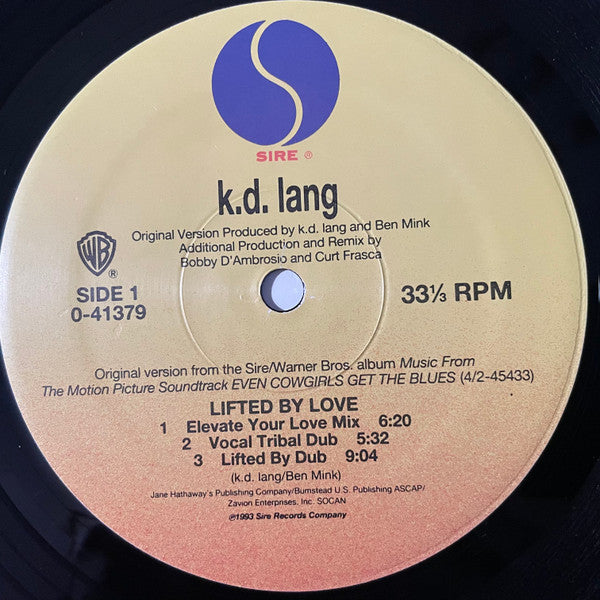 SIRE ®
k.d. lang
Original Version Produced by k.d. lang and Ben Mink
Additional Production and Remix by
Bobby D'Ambrosio and Curt Frasca
WB
®
SIDE 1
0-41379
33⅓ RPM
Original version from the Sire/Warner Bros. album Music From
The Motion Picture Soundtrack EVEN COWGIRLS GET THE BLUES (4/2-45433)
LIFTED BY LOVE
1 Elevate Your Love Mix 6:20
2 Vocal Tribal Dub 5:32
3 Lifted By Dub 9:04
(k.d. lang/Ben Mink)
Jane Hathaway's Publishing Company/Bumstead U.S. Publishing ASCAP/
Zavion Enterprises, Inc. SOCAN
℗1993 Sire Records Company